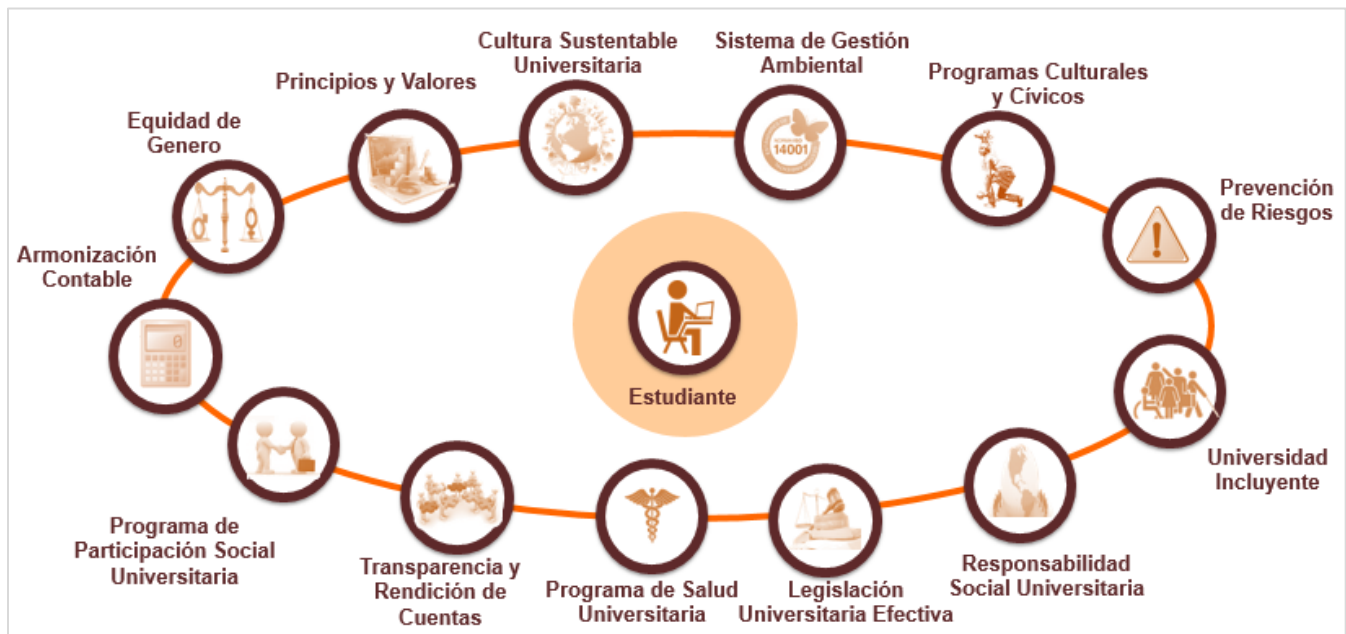 Cultura Sustentable
Universitaria
Sistema de Gestión
Ambiental
Programas Culturales
y Cívicos
Principios y Valores
Equidad de
Genero
14001
Prevención
de Riesgos
Armonización
Contable
0
Estudiante
Universidad
Incluyente
Programa de
Participación Social
Universitaria
Transparencia y
Rendición de
Cuentas
Programa de Salud
Universitaria
Legislación
Universitaria Efectiva
Responsabilidad
Social Universitaria